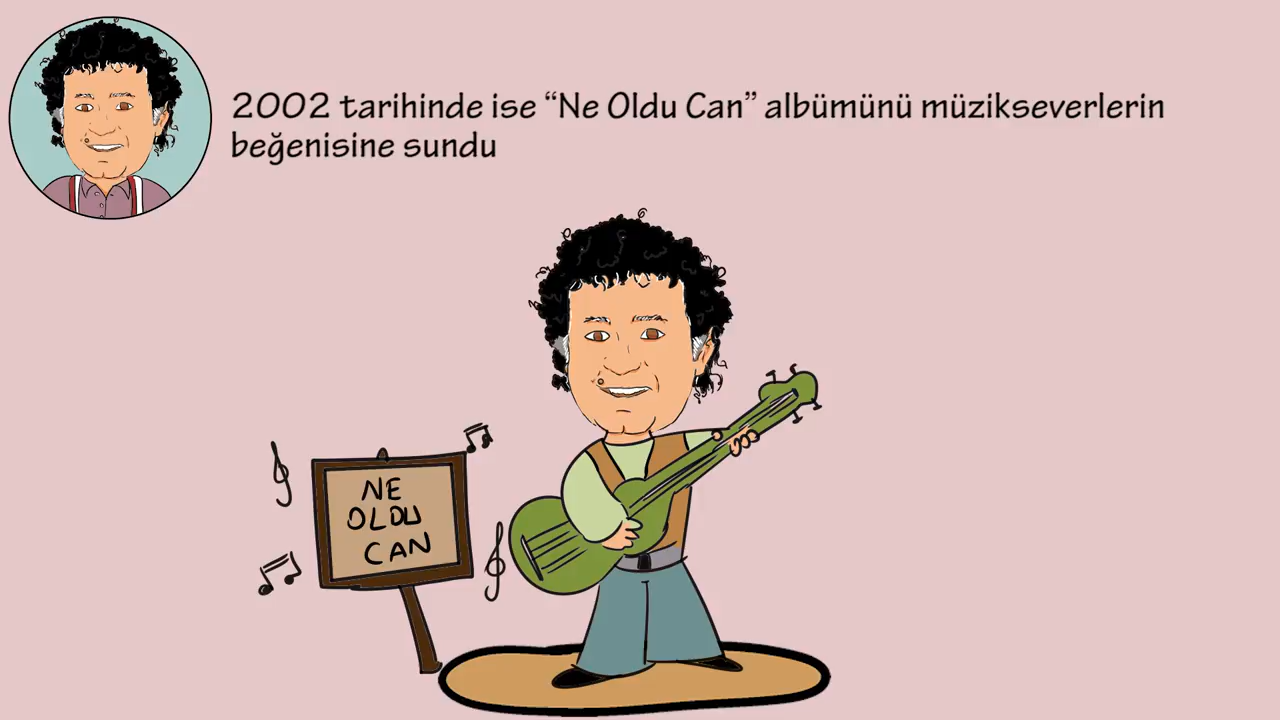 2002 tarihinde ise “Ne Oldu Can” albümünü müzikseverlerin
beğenisine sundu
NE
OLDU
CAN